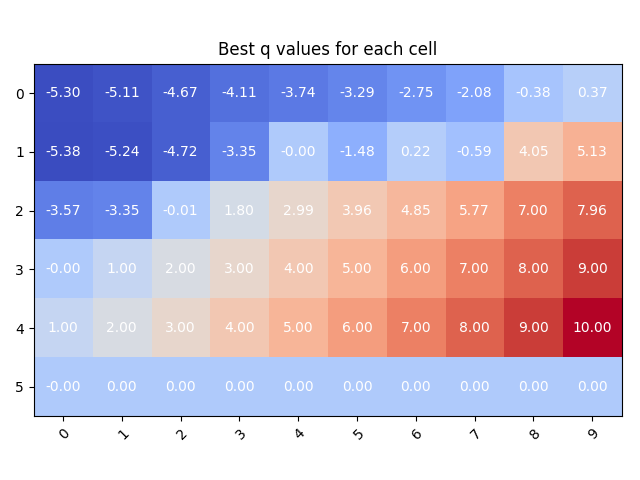 Best q values for each cell
0 -5.30 -5.11 -4.67 -4.11 -3.74 -3.29 -2.75 -2.08 -0.38 0.37
1 -5.38 -5.24 -4.72 -3.35 -0.00 -1.48 0.22 -0.59 4.05 5.13
2 -3.57 -3.35 -0.01 1.80 2.99 3.96 4.85 5.77 7.00 7.96
3 -0.00 1.00 2.00 3.00 4.00 5.00 6.00 7.00 8.00 9.00
4 1.00 2.00 3.00 4.00 5.00 6.00 7.00 8.00 9.00 10.00
5 -0.00 0.00 0.00 0.00 0.00 0.00 0.00 0.00 0.00 0.00
0 1 2 3 4 5 6 7 8 9